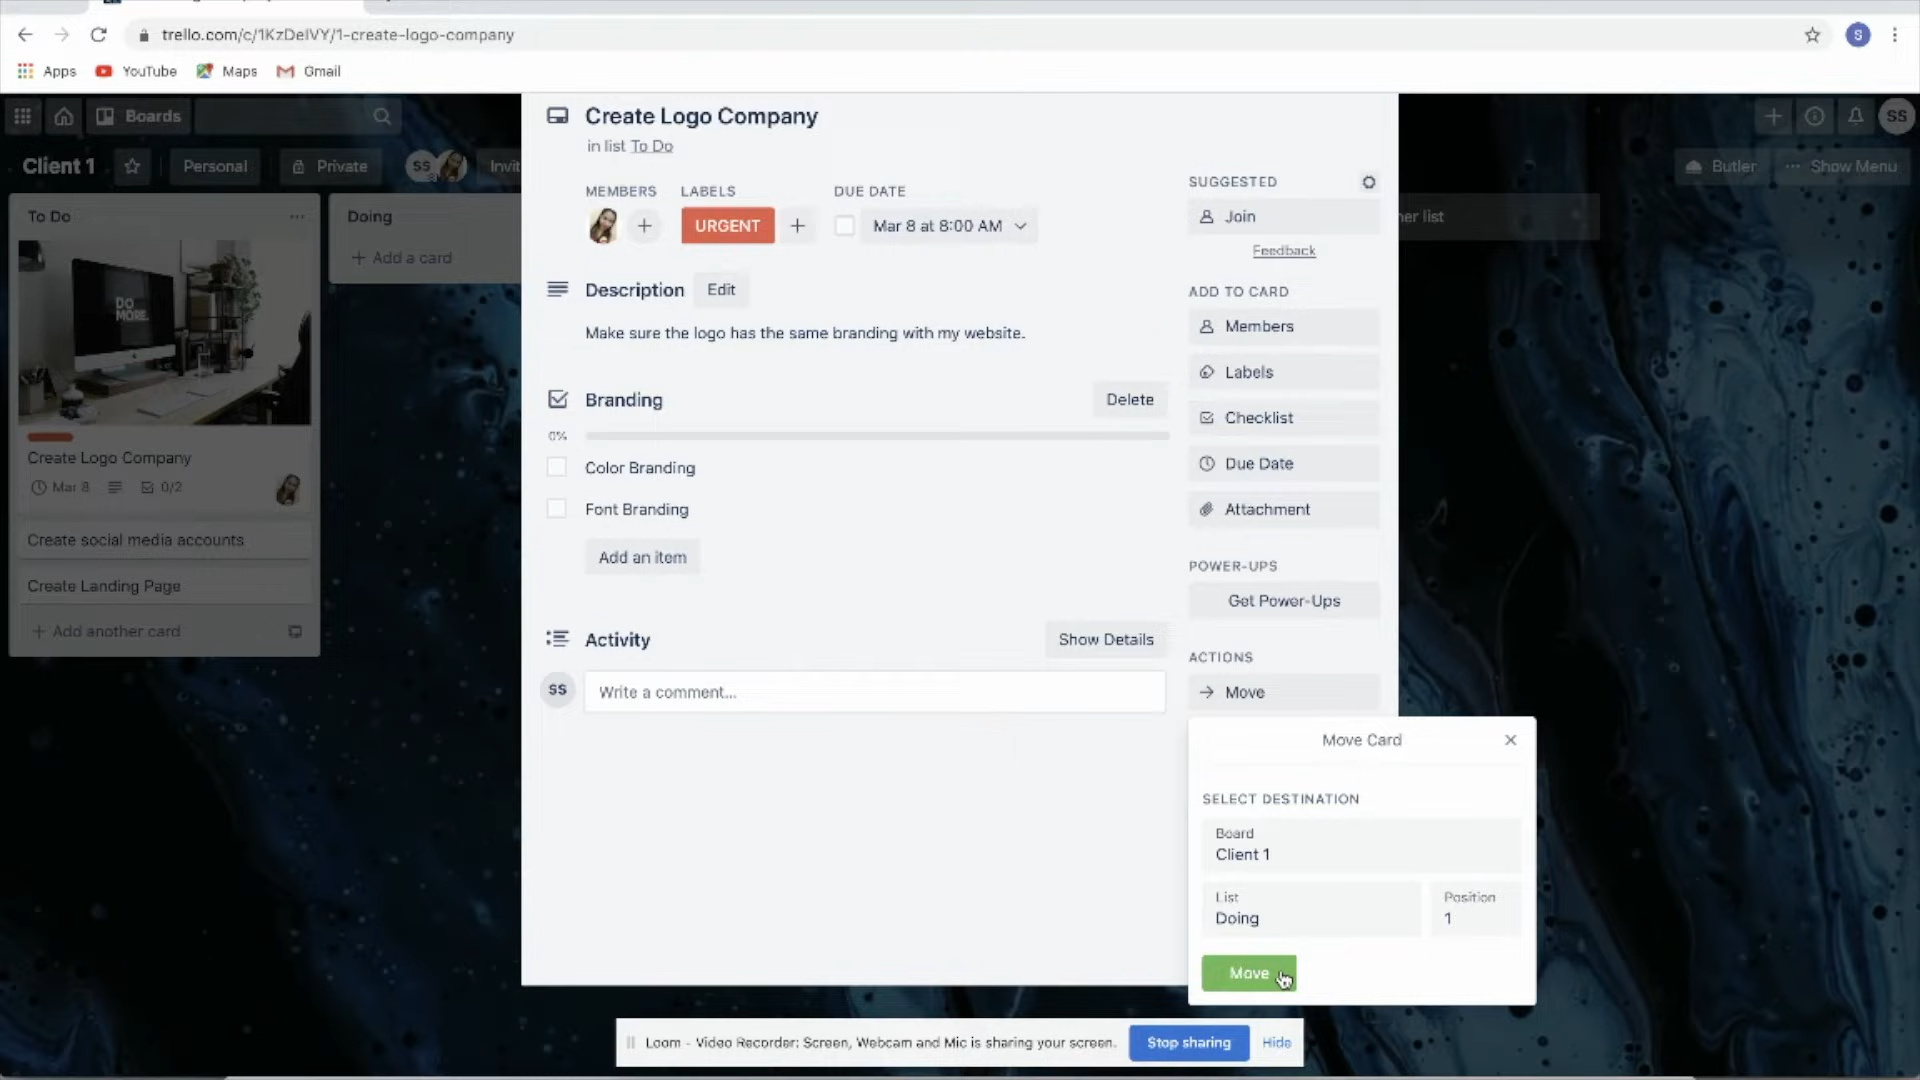 trello.com/c/1KzDelVY/1-create-logo-company
S
Apps
YouTube
Maps
Gmail
Boards
SS
Client 1
Personal
Private
SS
Invit
Butler
Show Menu
To Do
DO
MORE.
Create Logo Company
Mar 8
0/2
Create social media accounts
Create Landing Page
+ Add another card
Doing
+ Add a card
her list
Create Logo Company
in list To Do
MEMBERS
LABELS
DUE DATE
URGENT
Mar 8 at 8:00 AM
Description
Edit
Make sure the logo has the same branding with my website.
Branding
Delete
0%
Color Branding
Font Branding
Add an item
Activity
Show Details
SS
Write a comment...
SUGGESTED
Join
Feedback
ADD TO CARD
Members
Labels
Checklist
Due Date
Attachment
POWER-UPS
Get Power-Ups
ACTIONS
Move
Move Card
SELECT DESTINATION
Board
Client 1
List
Doing
Position
1
Move
Loom - Video Recorder: Screen, Webcam and Mic is sharing your screen.
Stop sharing
Hide